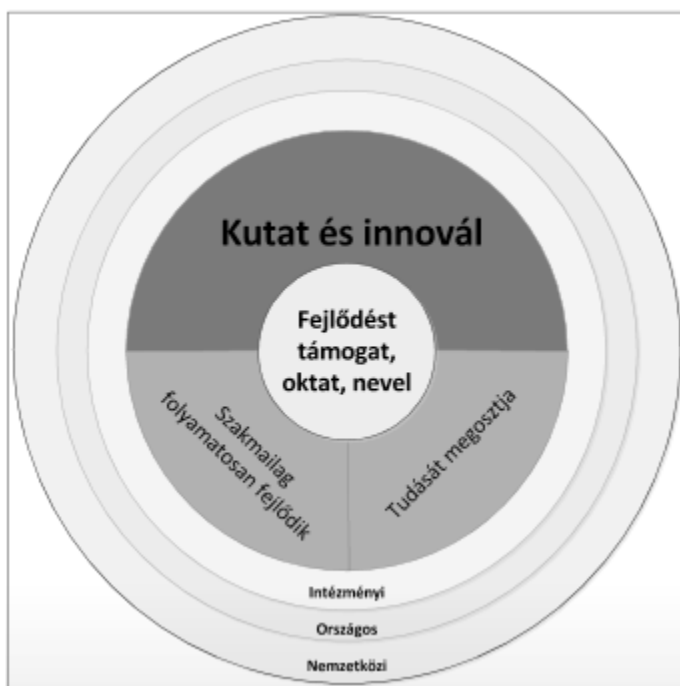 Kutat és innovál
Fejlődést
támogat,
oktat, nevel
Szakmailag
folyamatosan fejlődik
Tudását megosztja
Intézményi
Országos
Nemzetközi